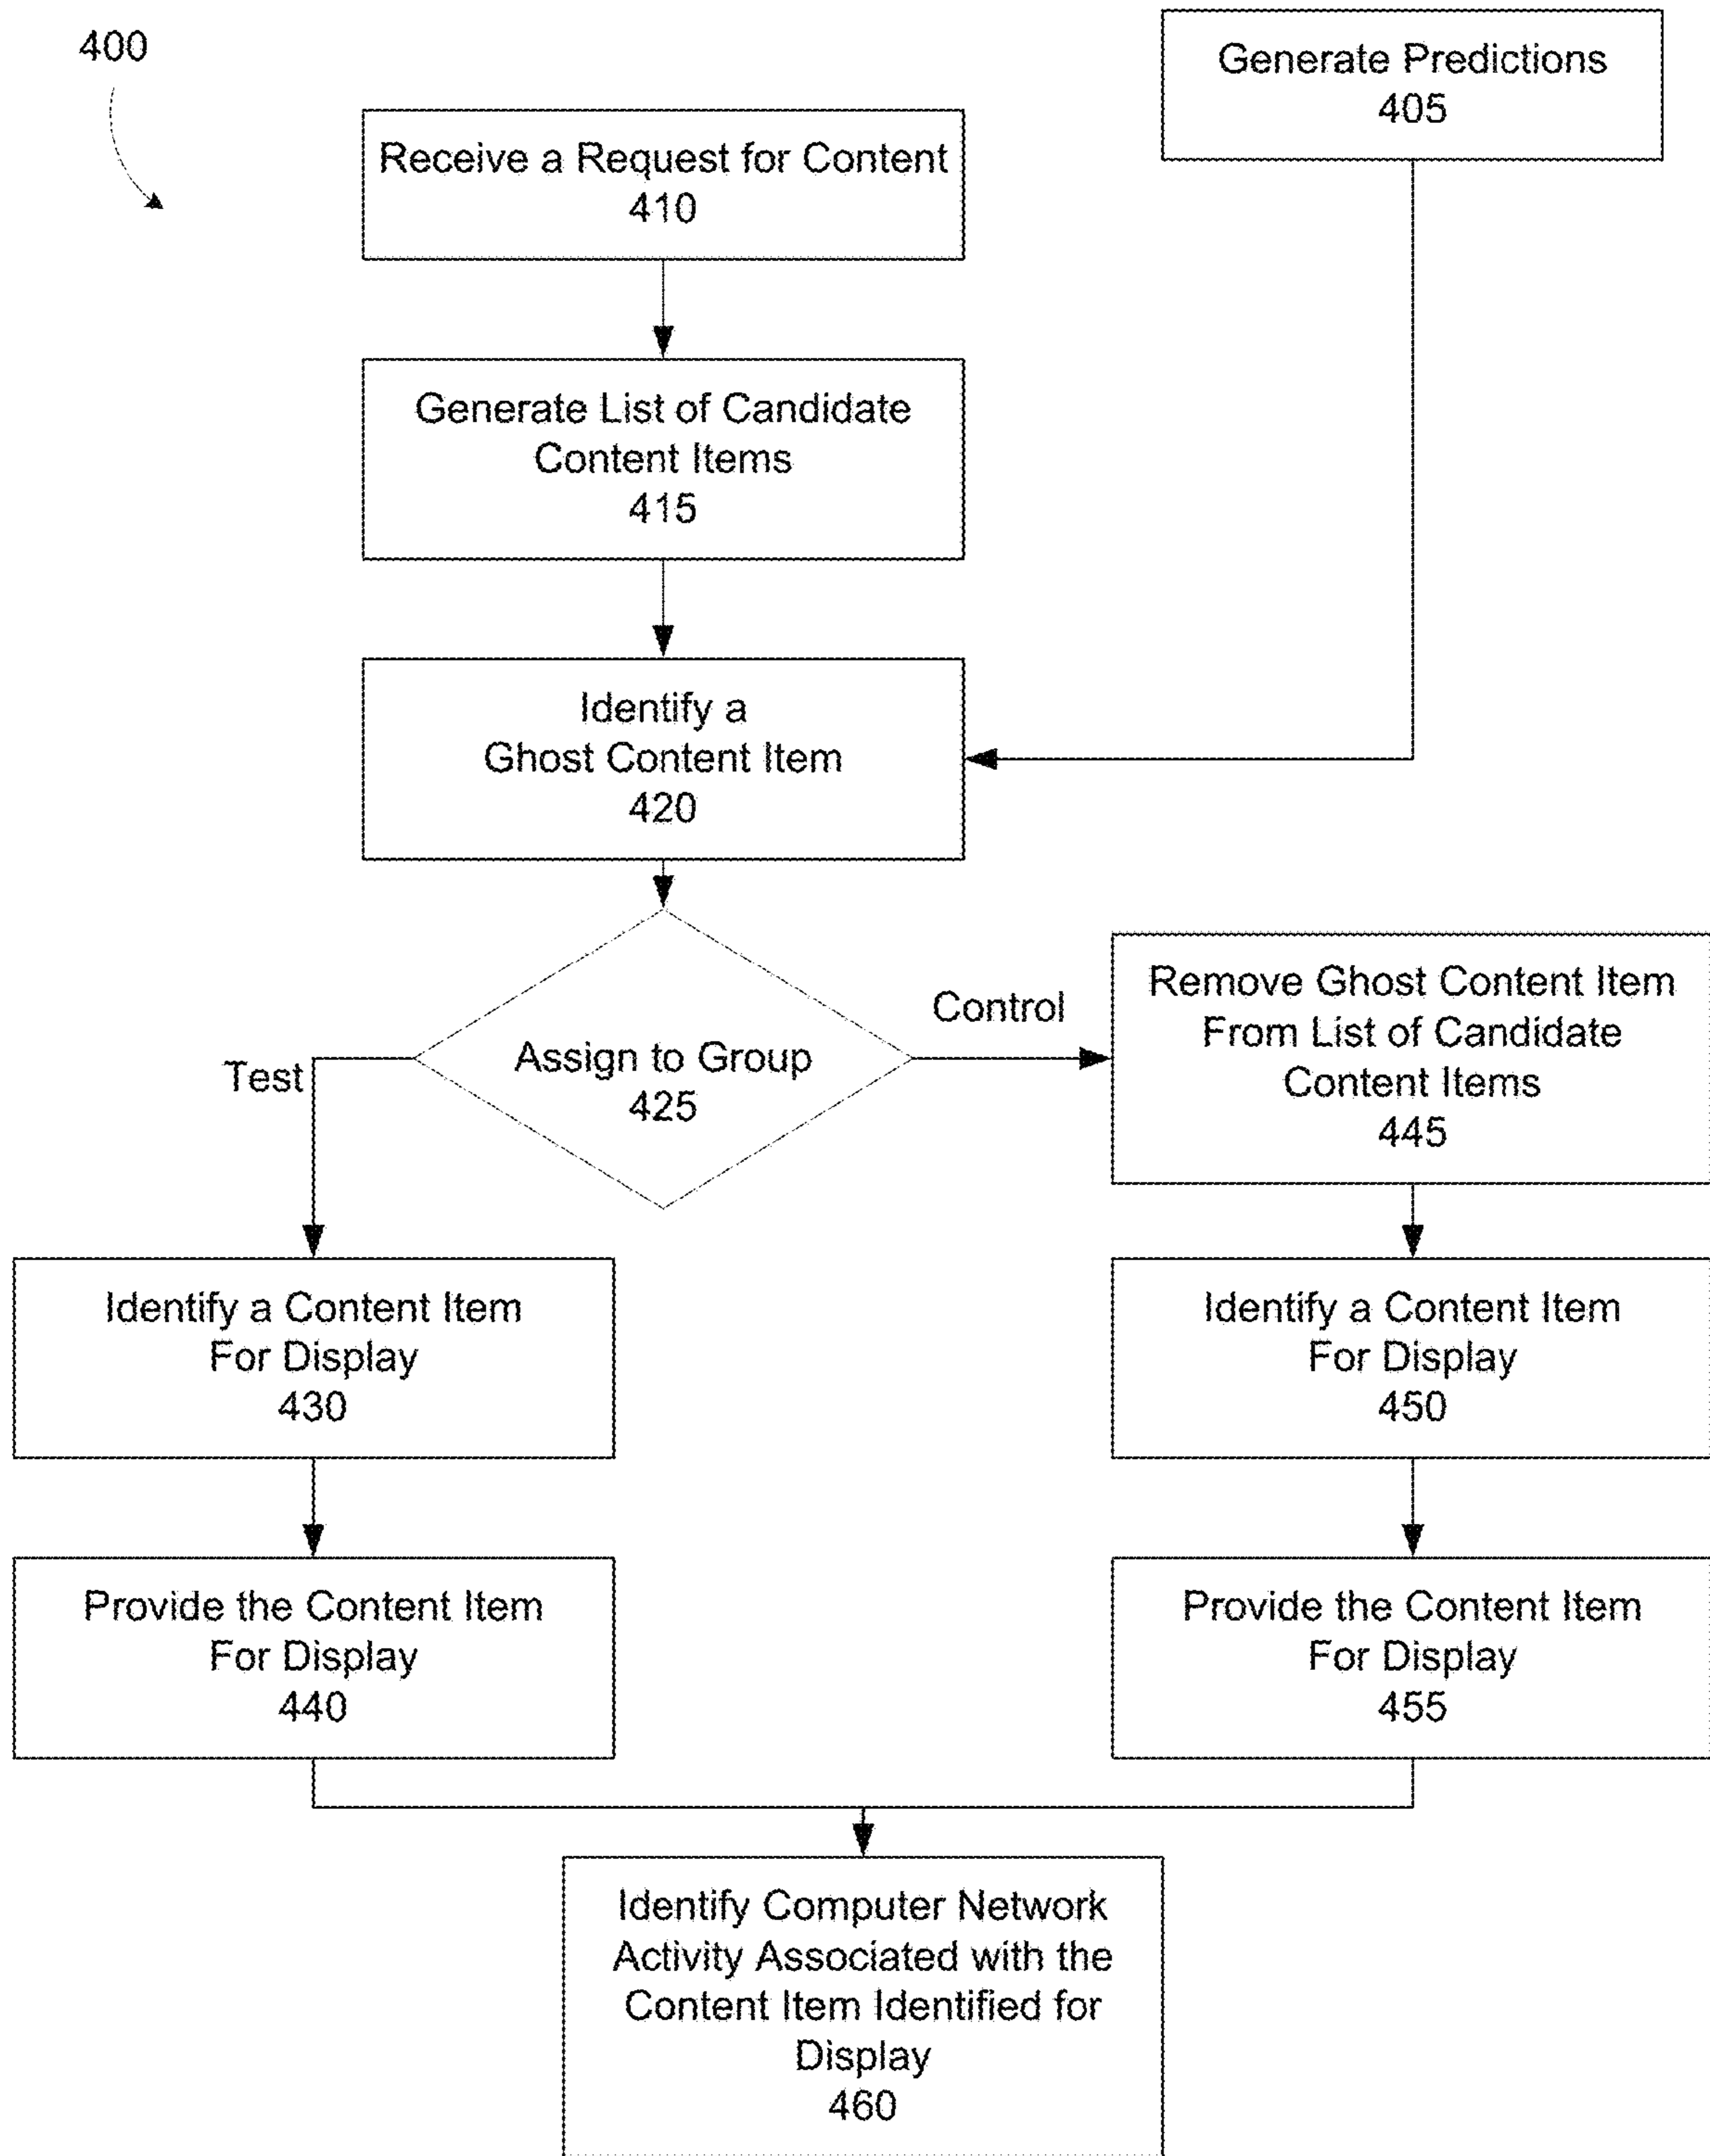 400
Generate Predictions
405
Receive a Request for Content
410
Generate List of Candidate
Content Items
415
Identify a
Ghost Content Item
420
Assign to Group
425
Test
Control
Remove Ghost Content Item
From List of Candidate
Content Items
445
Identify a Content Item
For Display
430
Identify a Content Item
For Display
450
Provide the Content Item
For Display
440
Provide the Content Item
For Display
455
Identify Computer Network
Activity Associated with the
Content Item Identified for
Display
460